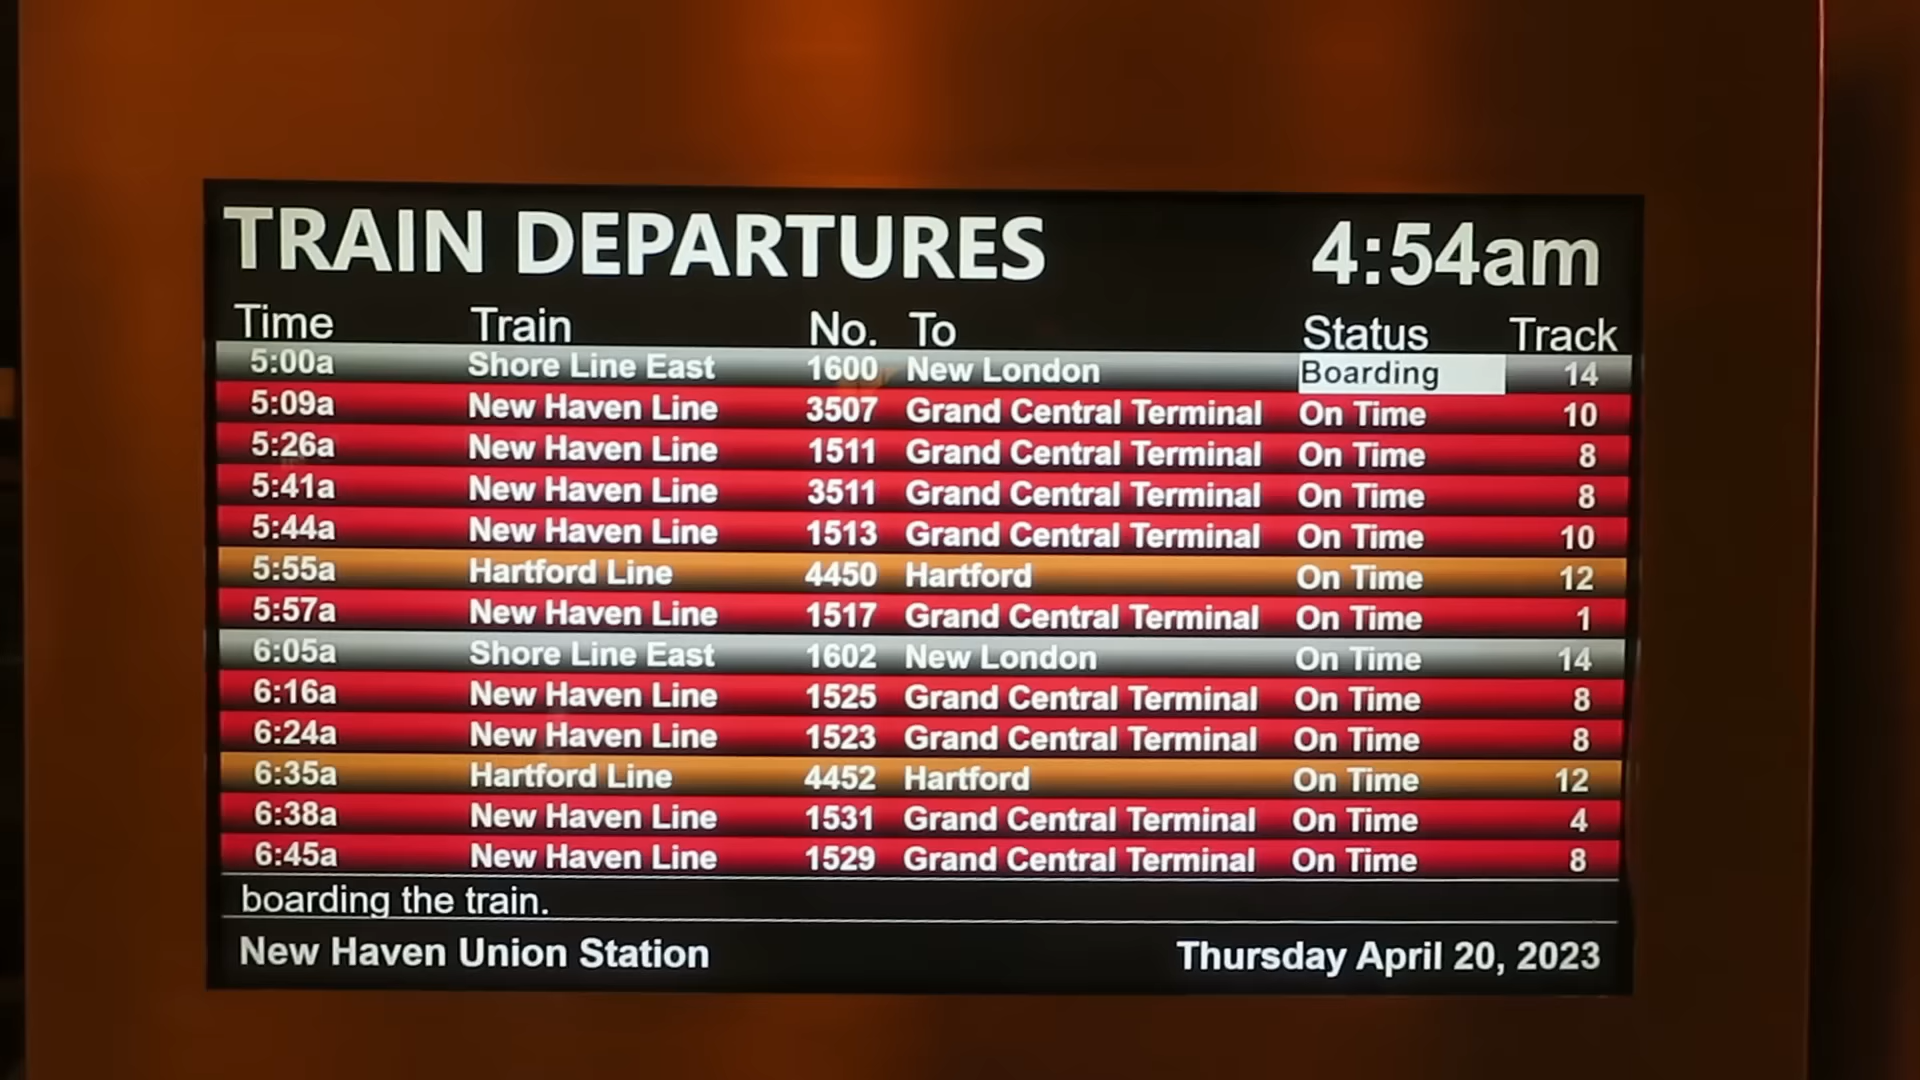 TRAIN DEPARTURES 4:54am
Time Train No. To Status Track
5:00a Shore Line East 1600 New London Boarding 14
5:09a New Haven Line 3507 Grand Central Terminal On Time 10
5:26a New Haven Line 1511 Grand Central Terminal On Time 8
5:41a New Haven Line 3511 Grand Central Terminal On Time 8
5:44a New Haven Line 1513 Grand Central Terminal On Time 10
5:55a Hartford Line 4450 Hartford On Time 12
5:57a New Haven Line 1517 Grand Central Terminal On Time 1
6:05a Shore Line East 1602 New London On Time 14
6:16a New Haven Line 1525 Grand Central Terminal On Time 8
6:24a New Haven Line 1523 Grand Central Terminal On Time 8
6:35a Hartford Line 4452 Hartford On Time 12
6:38a New Haven Line 1531 Grand Central Terminal On Time 4
6:45a New Haven Line 1529 Grand Central Terminal On Time 8
boarding the train.
New Haven Union Station Thursday April 20, 2023